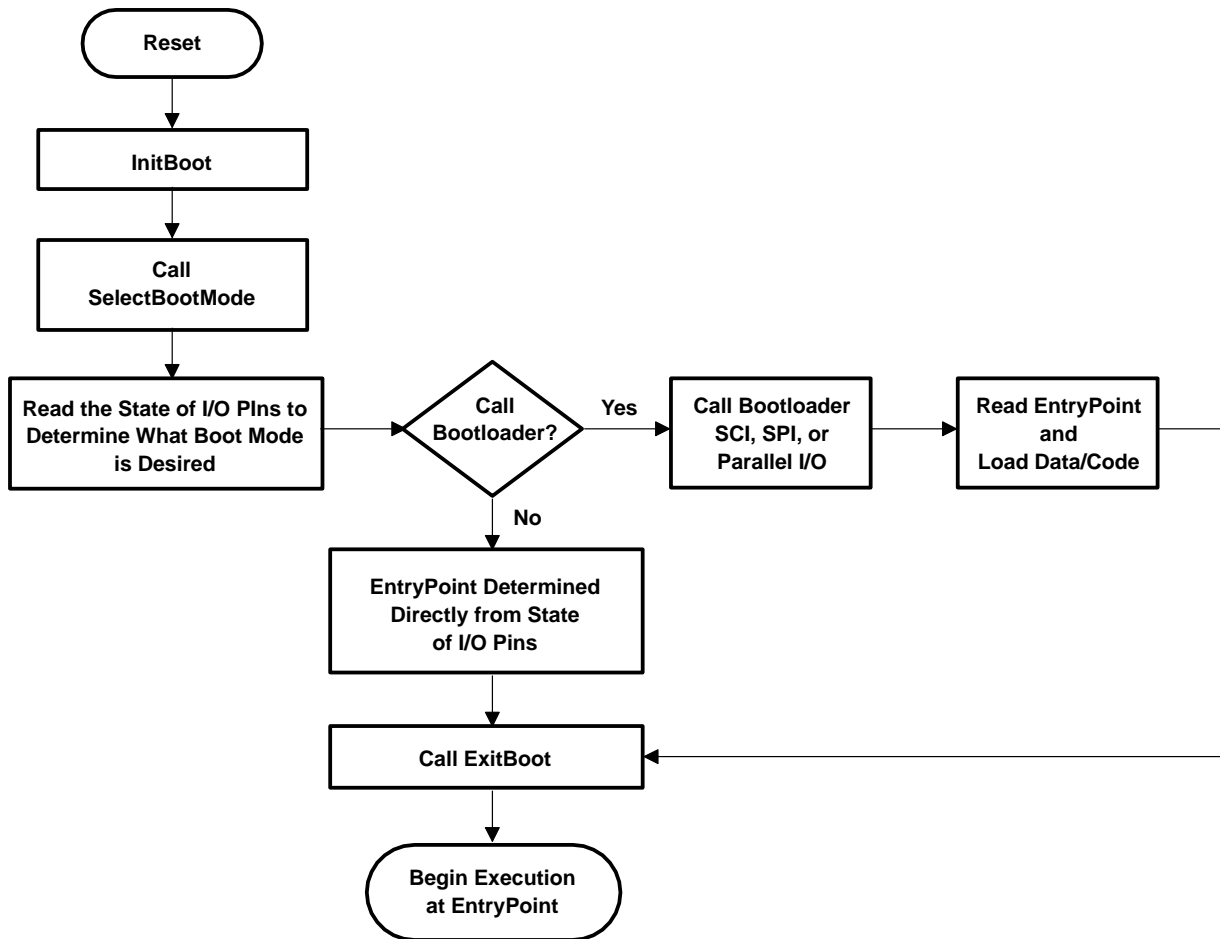 Reset
InitBoot
Call
SelectBootMode
Read the State of I/O PIns to
Determine What Boot Mode
is Desired
Call
Bootloader?
Yes
Call Bootloader
SCI, SPI, or
Parallel I/O
Read EntryPoint
and
Load Data/Code
No
EntryPoint Determined
Directly from State
of I/O Pins
Call ExitBoot
Begin Execution
at EntryPoint